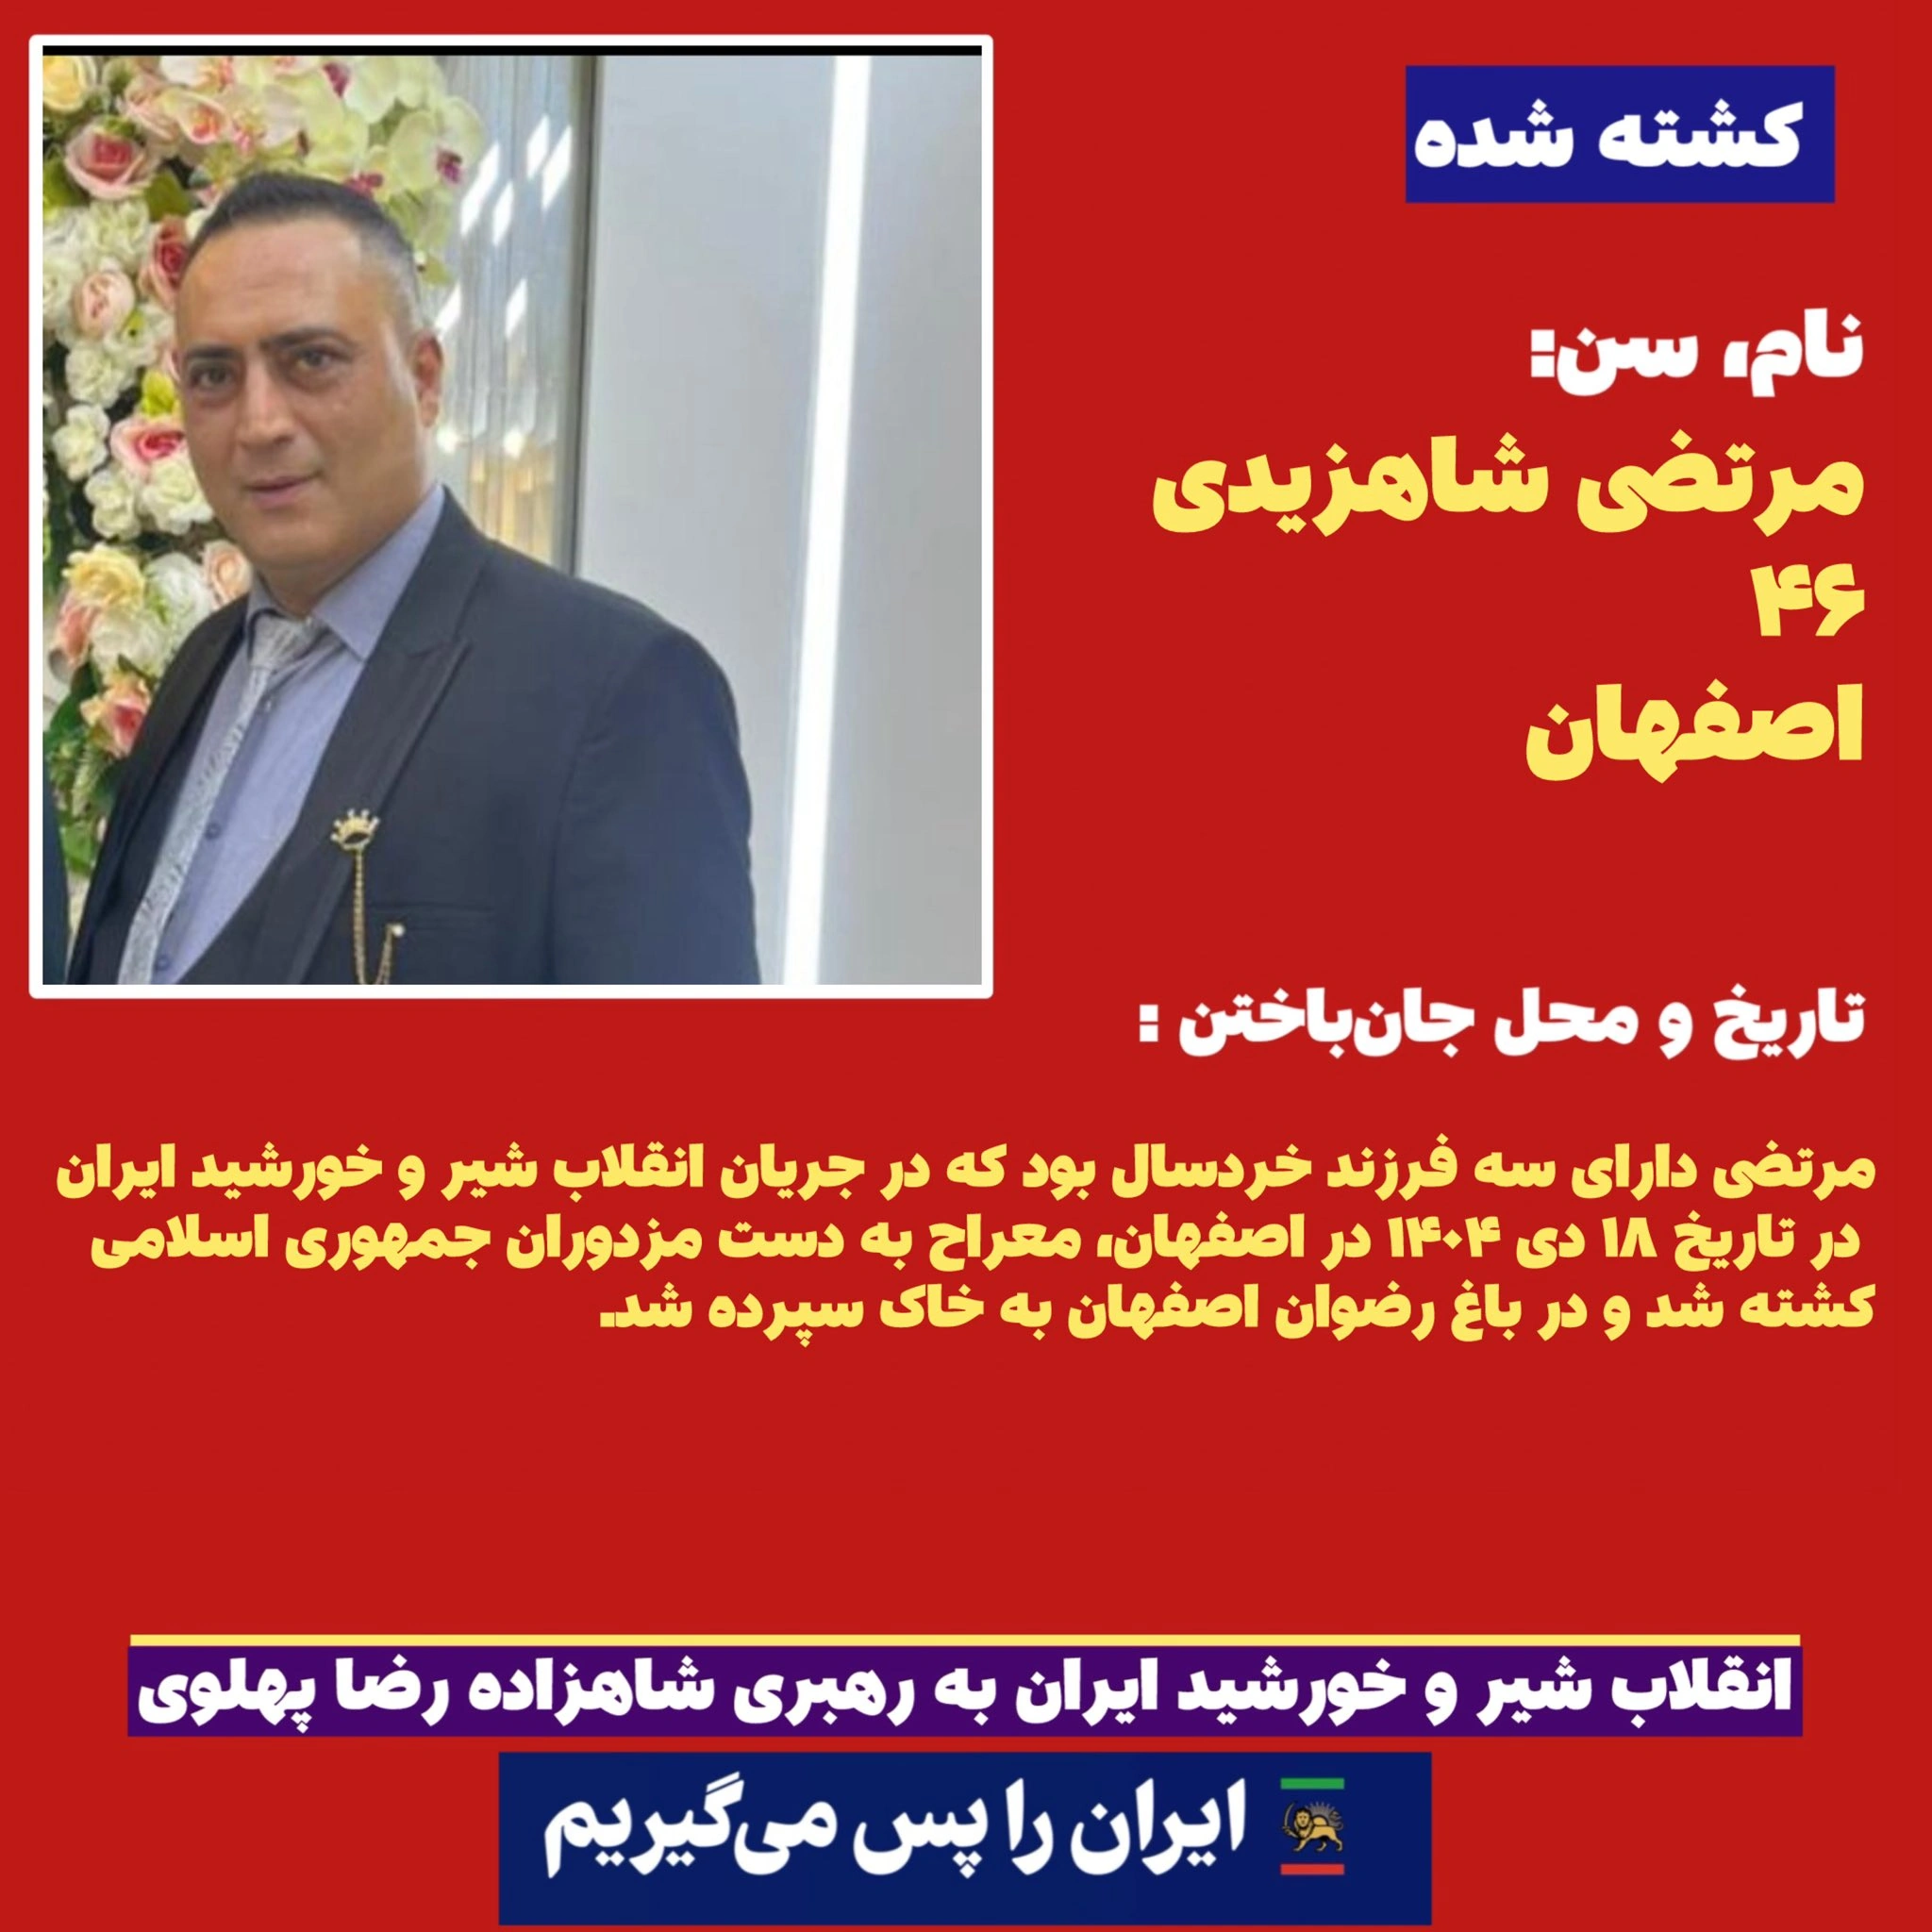 کشته شده
نام، سن:
مرتضی شاهزیدی
۴۶
اصفهان
تاریخ و محل جان‌باختن :
مرتضی دارای سه فرزند خردسال بود که در جریان انقلاب شیر و خورشید ایران
در تاریخ ۱۸ دی ۱۴۰۴ در اصفهان، معراج به دست مزدوران جمهوری اسلامی
کشته شد و در باغ رضوان اصفهان به خاک سپرده شد.
انقلاب شیر و خورشید ایران به رهبری شاهزاده رضا پهلوی
ایران را پس می‌گیریم